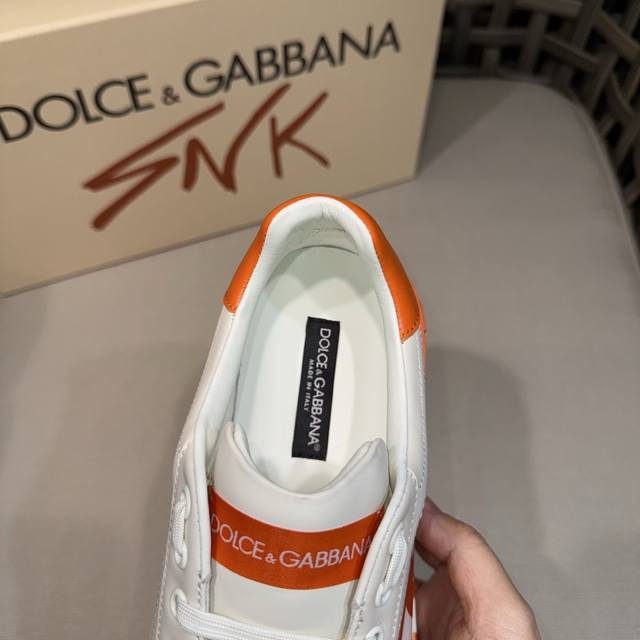 DOLCE & GABBANA
SNK
DOLCE & GABBANA®
MADE IN ITALY
DOLCE & GABBANA